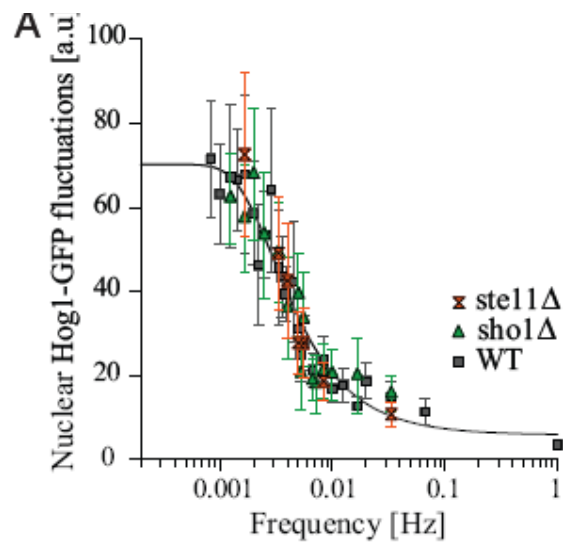 A
Nuclear Hog1-GFP fluctuations [a.u]
100
80
60
40
20
0
ste11Δ
sho1Δ
WT
0.001
0.01
0.1
1
Frequency [Hz]